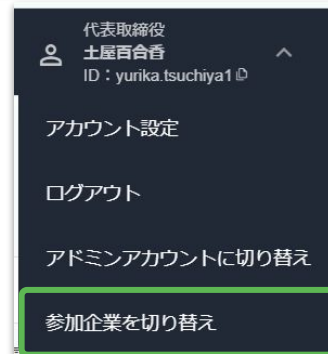 代表取締役
土屋百合香
ID：yurika.tsuchiya1
アカウント設定
ログアウト
アドミンアカウントに切り替え
参加企業を切り替え